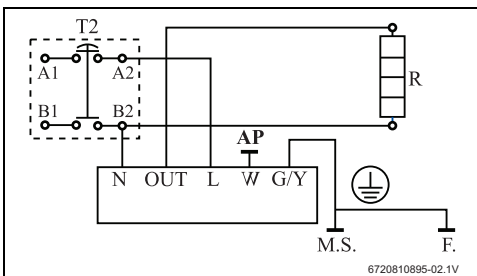 T2
A1 A2
R
B1 B2
AP
N OUT L W G/Y
M.S. F.
6720810895-02.1V